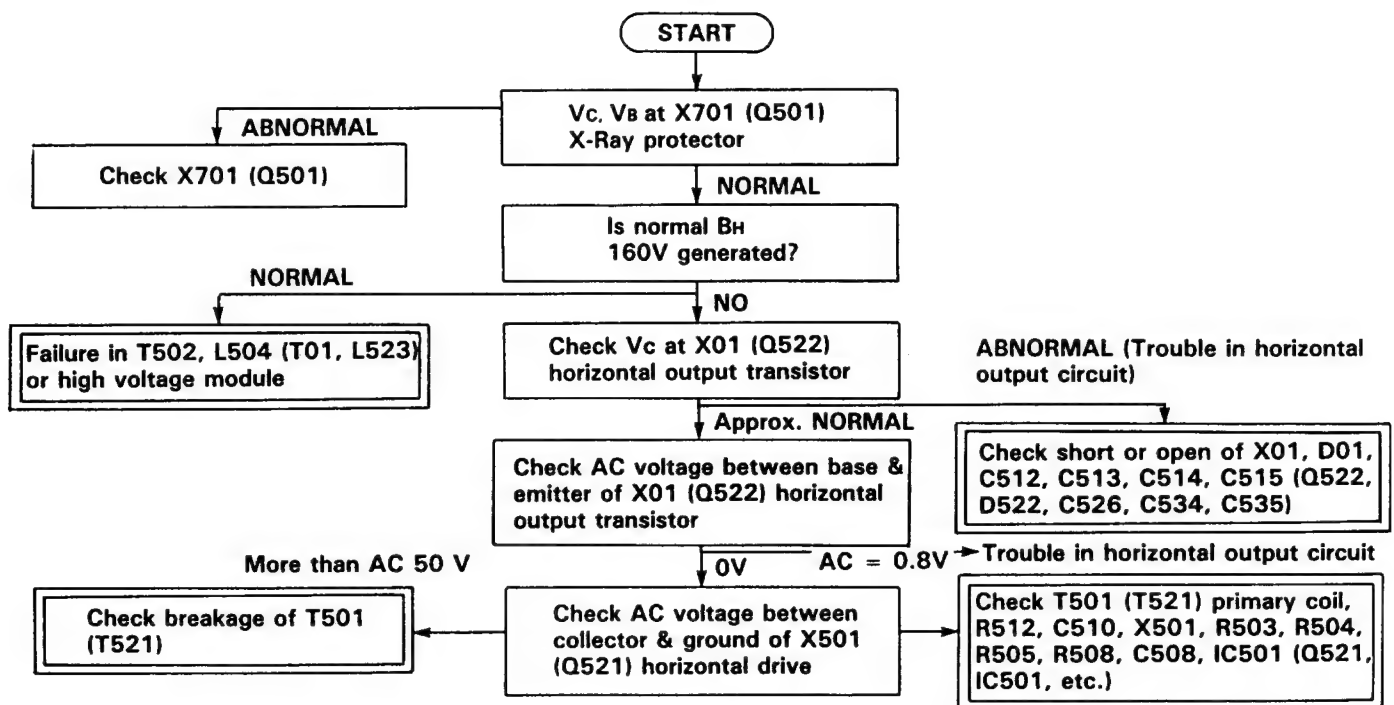 START
Vc, VB at X701 (Q501)
X-Ray protector
ABNORMAL
Check X701 (Q501)
NORMAL
Is normal BH
160V generated?
NORMAL
NO
Failure in T502, L504 (T01, L523)
or high voltage module
Check Vc at X01 (Q522)
horizontal output transistor
ABNORMAL (Trouble in horizontal
output circuit)
Approx. NORMAL
Check short or open of X01, D01,
C512, C513, C514, C515 (Q522,
D522, C526, C534, C535)
Check AC voltage between base &
emitter of X01 (Q522) horizontal
output transistor
More than AC 50 V
0V
AC = 0.8V
Trouble in horizontal output circuit
Check breakage of T501
(T521)
Check AC voltage between
collector & ground of X501
(Q521) horizontal drive
Check T501 (T521) primary coil,
R512, C510, X501, R503, R504,
R505, R508, C508, IC501 (Q521,
IC501, etc.)